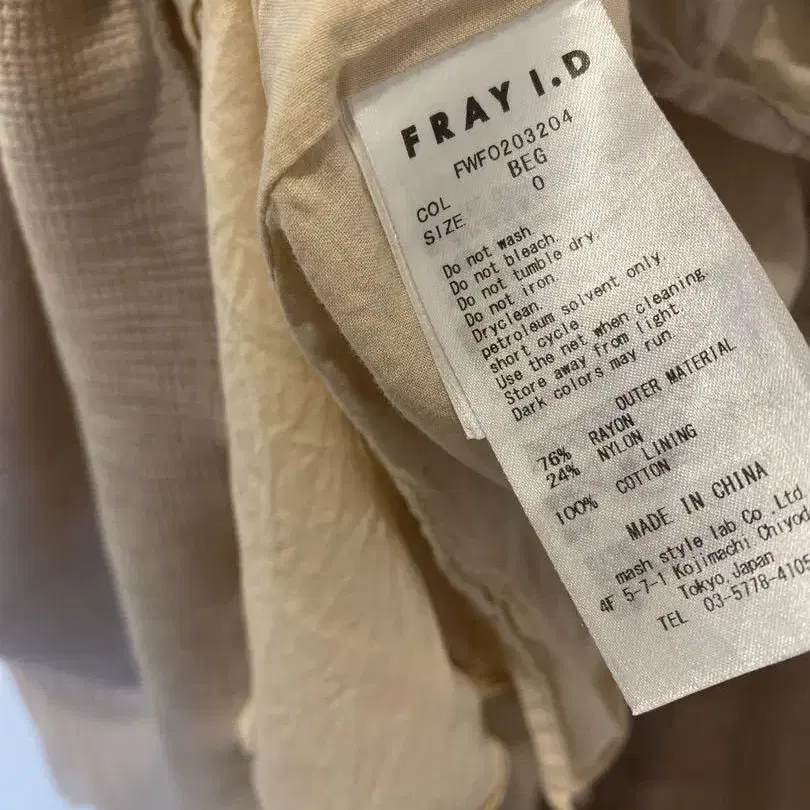 FRAY I.D
FWFO203204
COL BEG
SIZE 0
Do not wash.
Do not bleach.
Do not tumble dry.
Do not iron.
Dryclean
petroleum solvent only.
short cycle
Use the net when cleaning.
Store away from light.
Dark colors may run.
OUTER MATERIAL
76% RAYON
24% NYLON
LINING
100% COTTON
MADE IN CHINA
mash style lab Co.,Ltd
4F 5-7-1 Kojimachi Chiyod
Tokyo,Japan
TEL 03-5778-4105